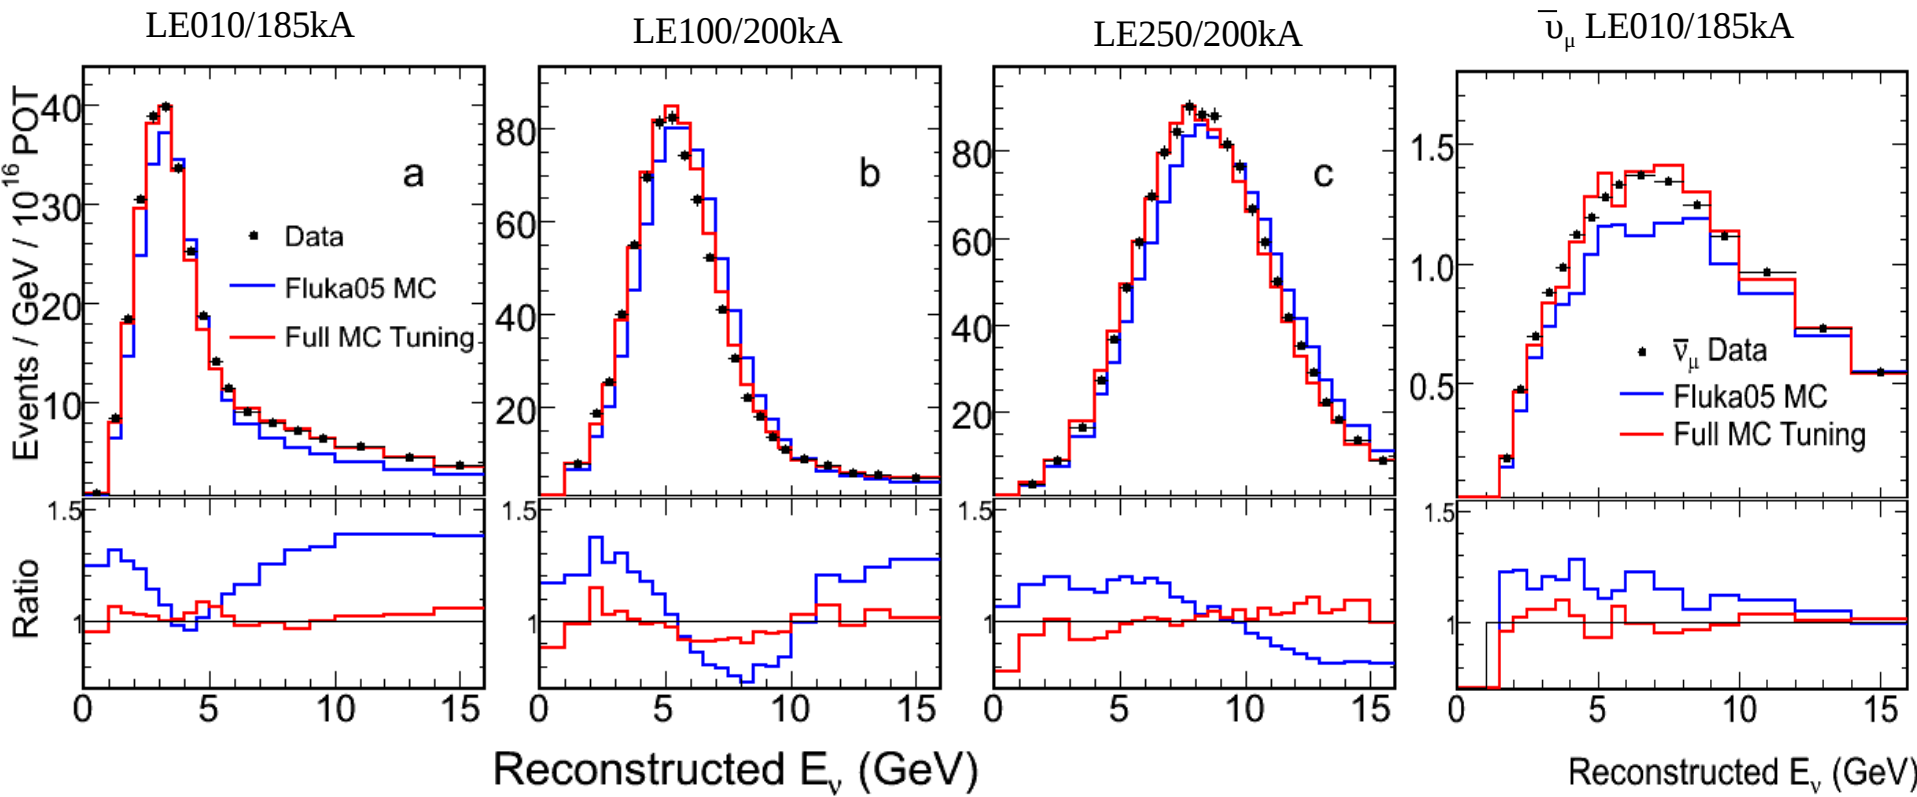 LE010/185kA
LE100/200kA
LE250/200kA
ῡμ LE010/185kA
Events / GeV / 10¹⁶ POT
40
30
20
10
a
Data
Fluka05 MC
Full MC Tuning
80
60
40
20
b
80
60
40
20
c
1.5
1.0
0.5
ν̄μ Data
Fluka05 MC
Full MC Tuning
Ratio
1.5
1
1.5
1
1.5
1
1.5
1
0 5 10 15
0 5 10 15
0 5 10 15
0 5 10 15
Reconstructed Eν (GeV)
Reconstructed Eν (GeV)